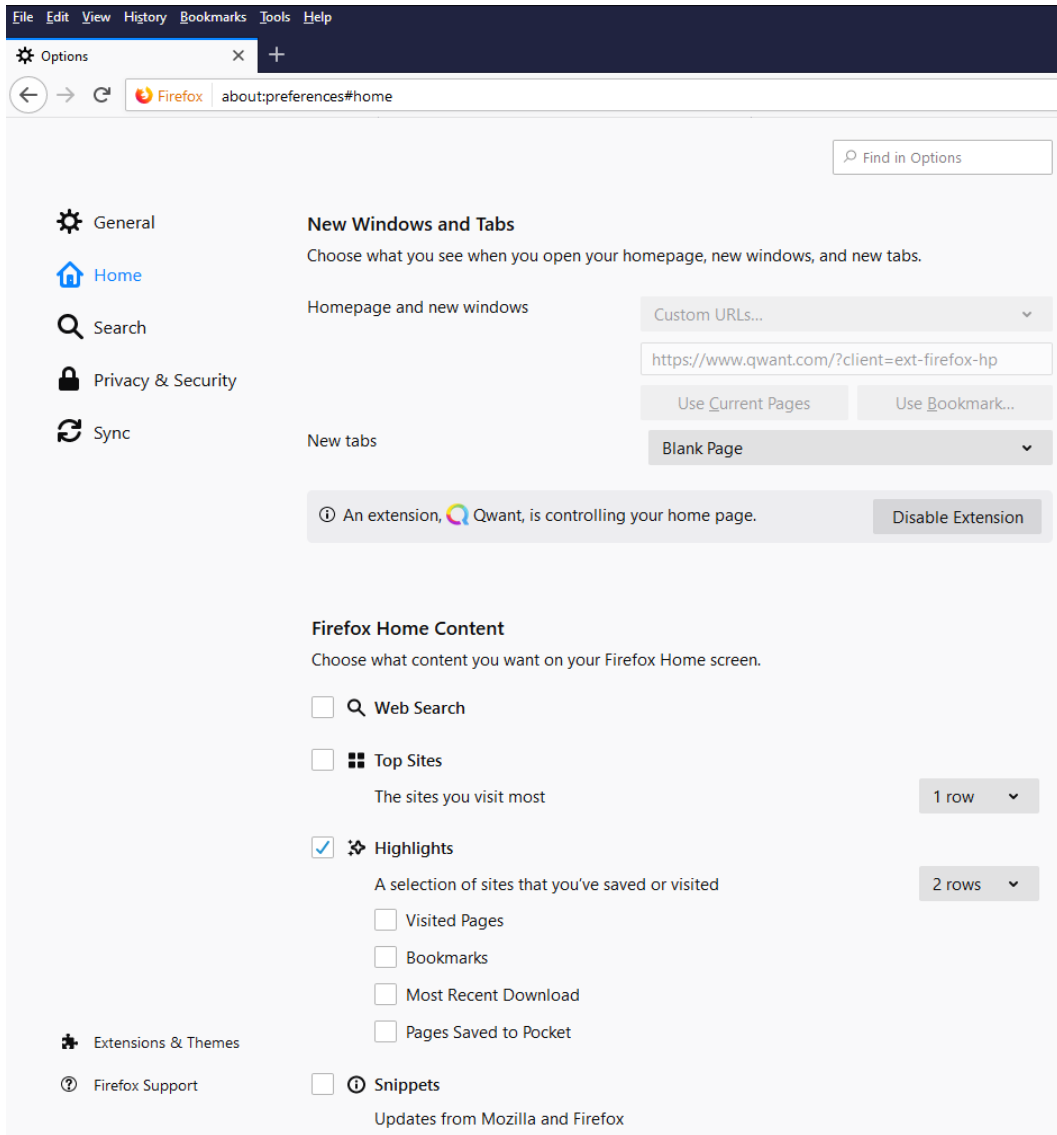 File Edit View History Bookmarks Tools Help
Options
Firefox about:preferences#home
Find in Options
General
Home
Search
Privacy & Security
Sync
New Windows and Tabs
Choose what you see when you open your homepage, new windows, and new tabs.
Homepage and new windows
Custom URLs...
https://www.qwant.com/?client=ext-firefox-hp
Use Current Pages Use Bookmark...
New tabs
Blank Page
An extension, Qwant, is controlling your home page.
Disable Extension
Firefox Home Content
Choose what content you want on your Firefox Home screen.
Web Search
Top Sites
The sites you visit most
1 row
Highlights
A selection of sites that you've saved or visited
2 rows
Visited Pages
Bookmarks
Most Recent Download
Pages Saved to Pocket
Snippets
Updates from Mozilla and Firefox
Extensions & Themes
Firefox Support